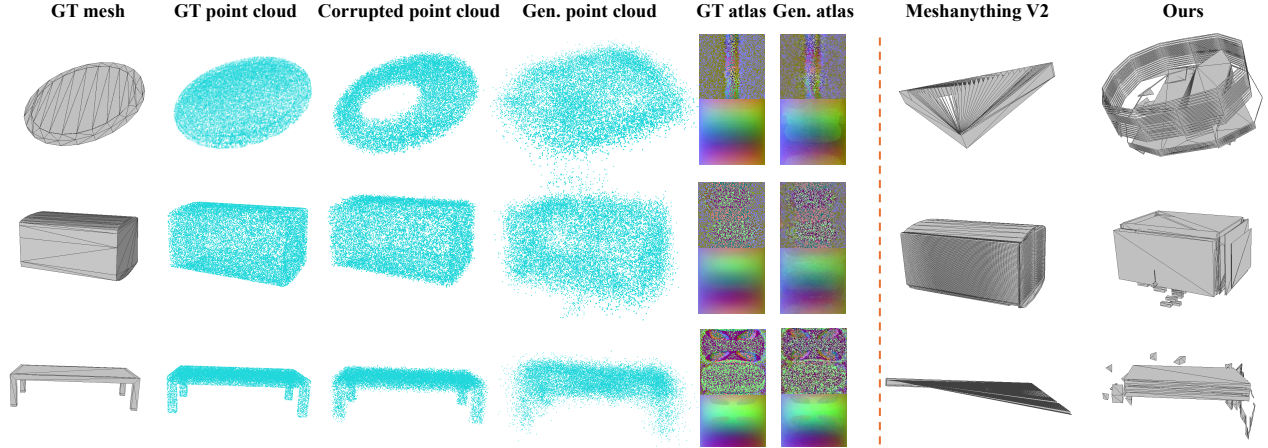 GT mesh GT point cloud Corrupted point cloud Gen. point cloud GT atlas Gen. atlas Meshanything V2 Ours